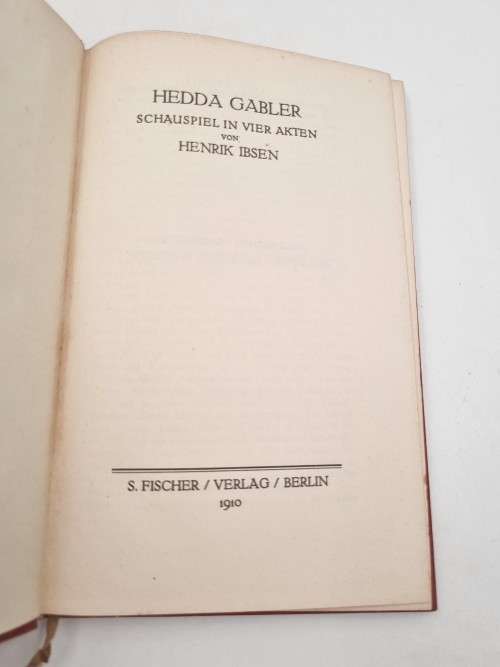 HEDDA GABLER
SCHAUSPIEL IN VIER AKTEN
VON
HENRIK IBSEN
S. FISCHER / VERLAG / BERLIN
1910